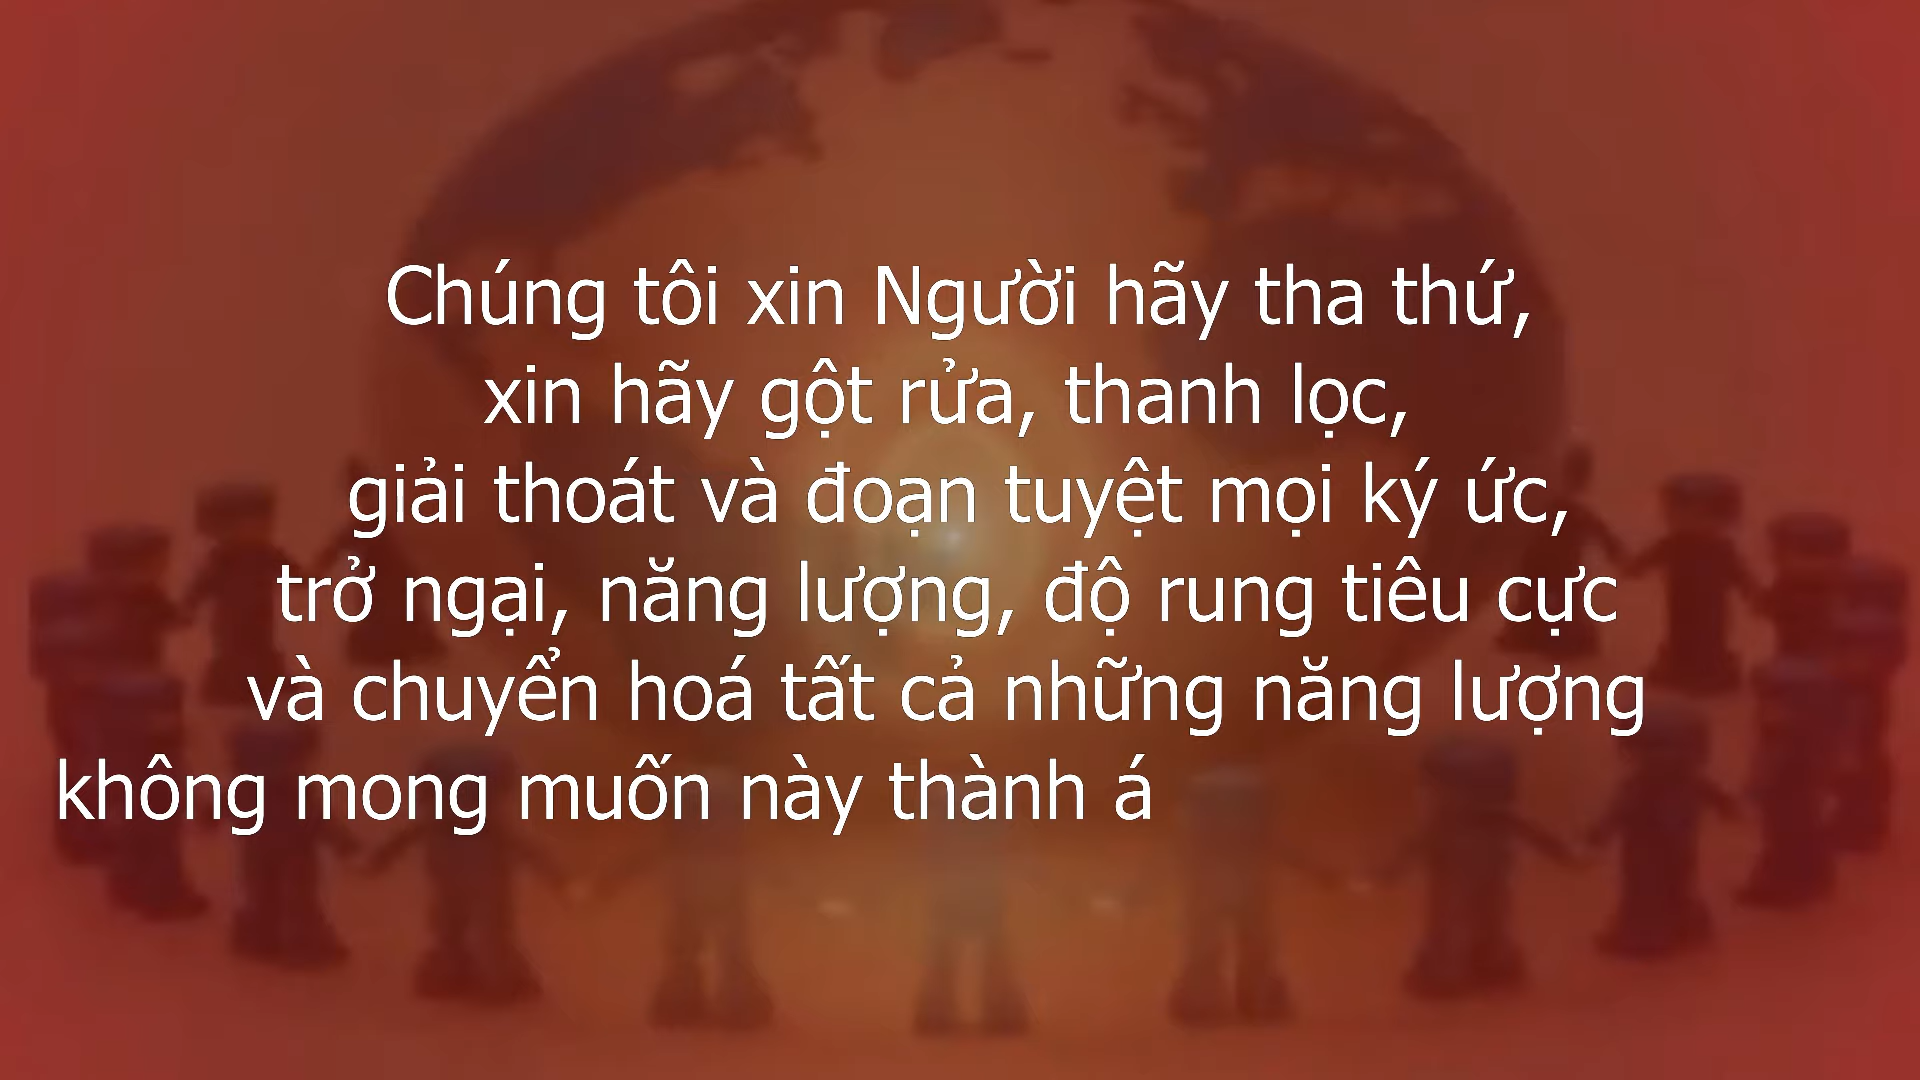 Chúng tôi xin Người hãy tha thứ,
xin hãy gột rửa, thanh lọc,
giải thoát và đoạn tuyệt mọi ký ức,
trở ngại, năng lượng, độ rung tiêu cực
và chuyển hoá tất cả những năng lượng
không mong muốn này thành á